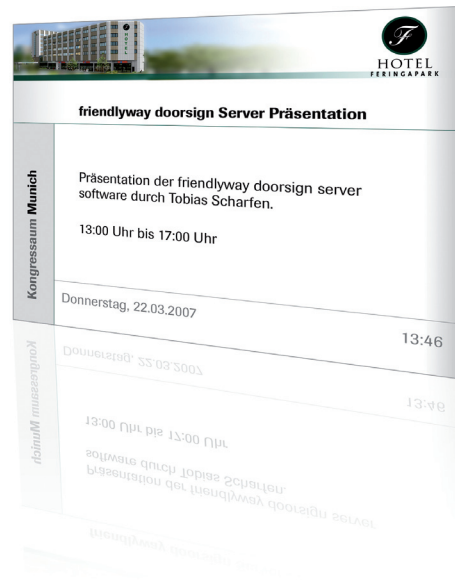 F
HOTEL
FERINGAPARK
friendlyway doorsign Server Präsentation
Kongressaum Munich
Präsentation der friendlyway doorsign server
software durch Tobias Scharfen.
13:00 Uhr bis 17:00 Uhr
Donnerstag, 22.03.2007
13:46